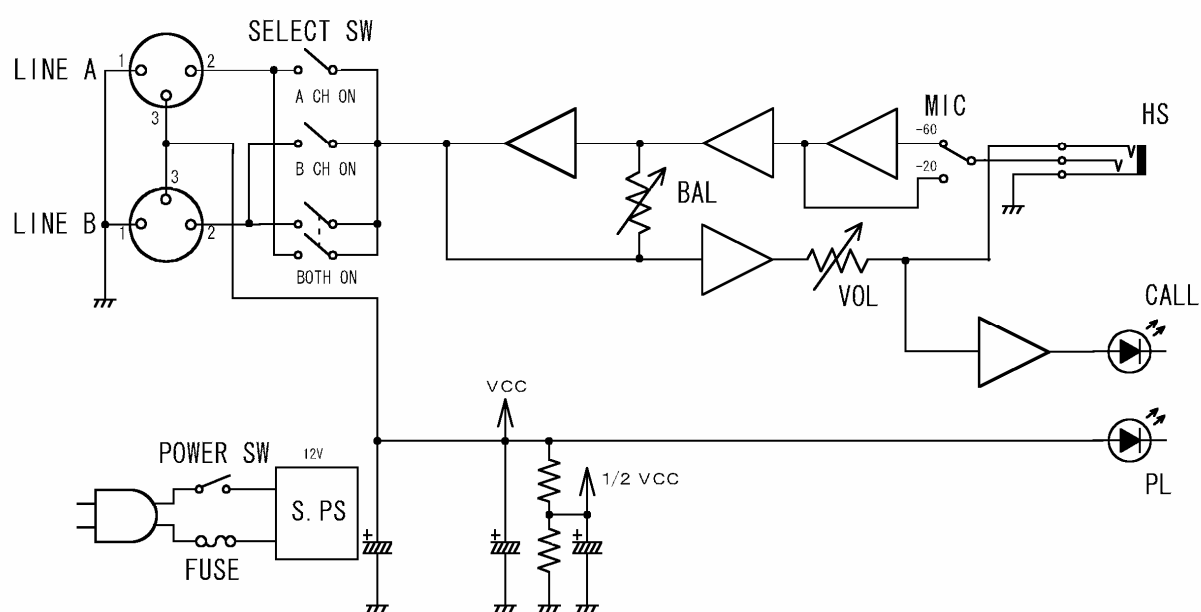 SELECT SW
LINE A
1
2
3
A CH ON
B CH ON
BOTH ON
LINE B
1
2
3
MIC
-60
-20
HS
BAL
VOL
CALL
VCC
POWER SW
12V
S. PS
1/2 VCC
+
+
+
PL
FUSE